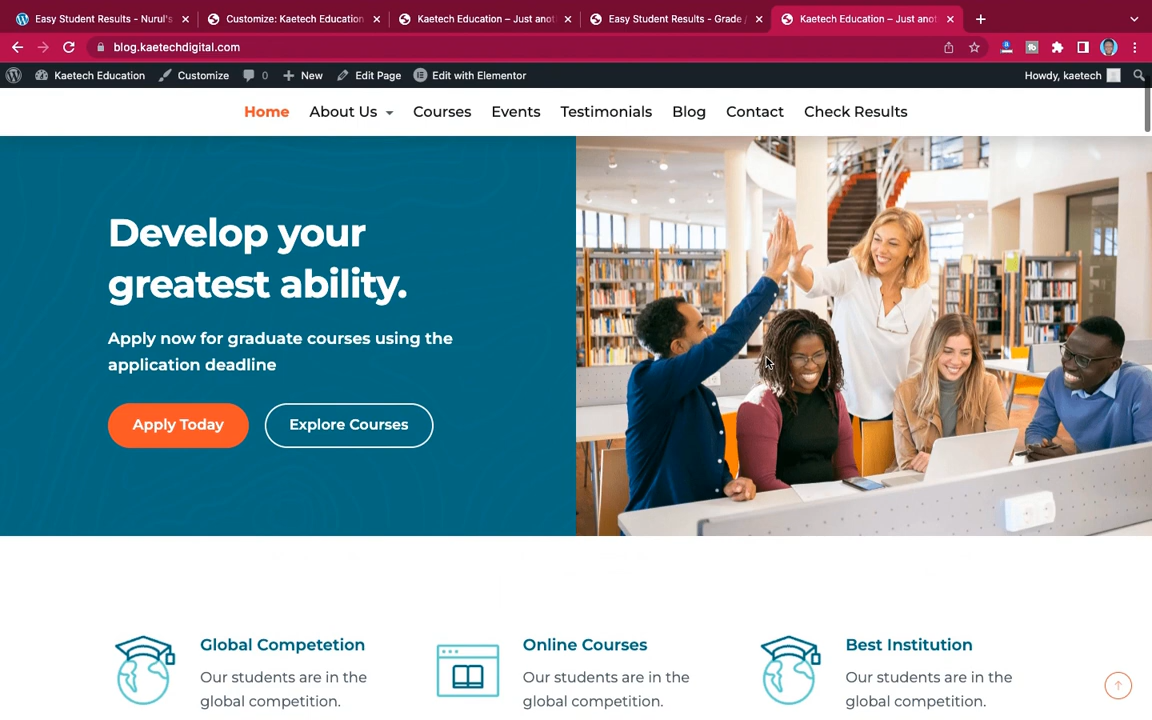 Easy Student Results - Nurul's
Customize: Kaetech Education
Kaetech Education – Just anot
Easy Student Results - Grade /
Kaetech Education – Just anot
blog.kaetechdigital.com
Kaetech Education
Customize
0
New
Edit Page
Edit with Elementor
Howdy, kaetech
Home
About Us
Courses
Events
Testimonials
Blog
Contact
Check Results
Develop your
greatest ability.
Apply now for graduate courses using the
application deadline
Apply Today
Explore Courses
Global Competetion
Our students are in the
global competition.
Online Courses
Our students are in the
global competition.
Best Institution
Our students are in the
global competition.